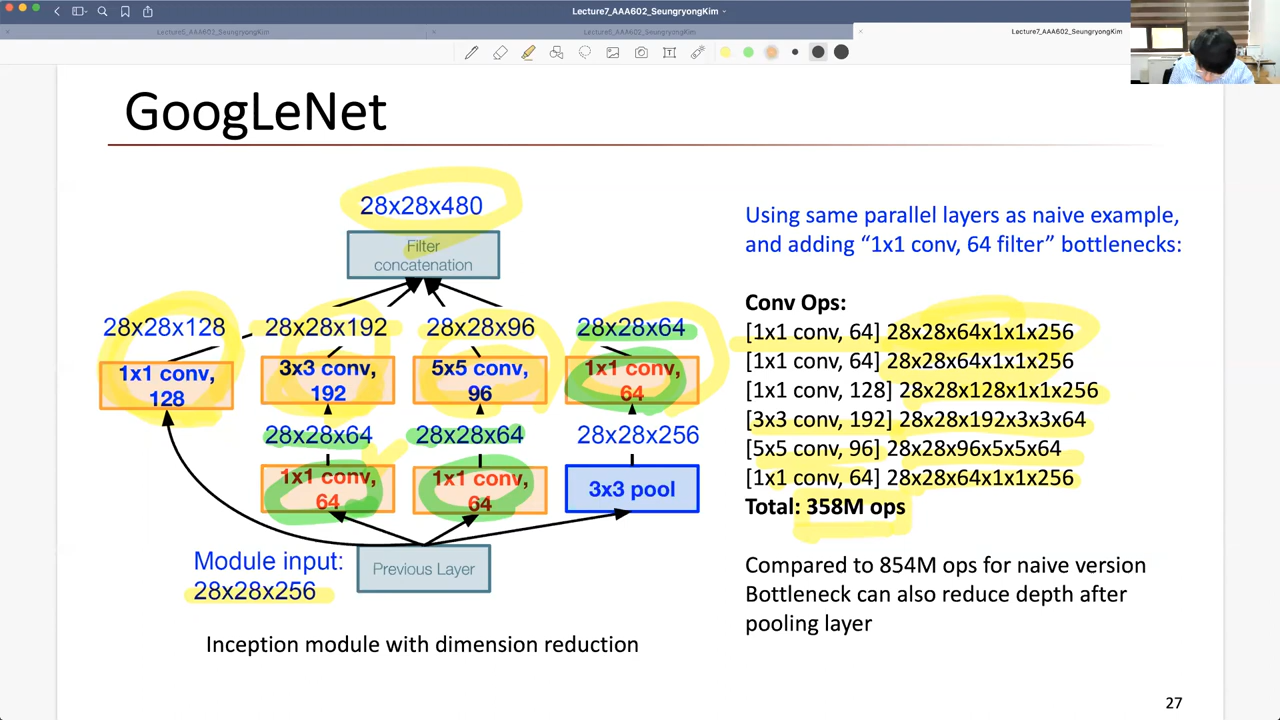 Lecture7_AAA602_SeungryongKim
Lecture5_AAA602_SeungryongKim
Lecture6_AAA602_SeungryongKim
Lecture7_AAA602_SeungryongKim
GoogLeNet
28x28x480
Filter
concatenation
28x28x128
28x28x192
28x28x96
28x28x64
1x1 conv,
128
3x3 conv,
192
5x5 conv,
96
1x1 conv,
64
28x28x64
28x28x64
28x28x256
1x1 conv,
64
1x1 conv,
64
3x3 pool
Module input:
28x28x256
Previous Layer
Inception module with dimension reduction
Using same parallel layers as naive example,
and adding “1x1 conv, 64 filter” bottlenecks:
Conv Ops:
[1x1 conv, 64] 28x28x64x1x1x256
[1x1 conv, 64] 28x28x64x1x1x256
[1x1 conv, 128] 28x28x128x1x1x256
[3x3 conv, 192] 28x28x192x3x3x64
[5x5 conv, 96] 28x28x96x5x5x64
[1x1 conv, 64] 28x28x64x1x1x256
Total: 358M ops
Compared to 854M ops for naive version
Bottleneck can also reduce depth after
pooling layer
27